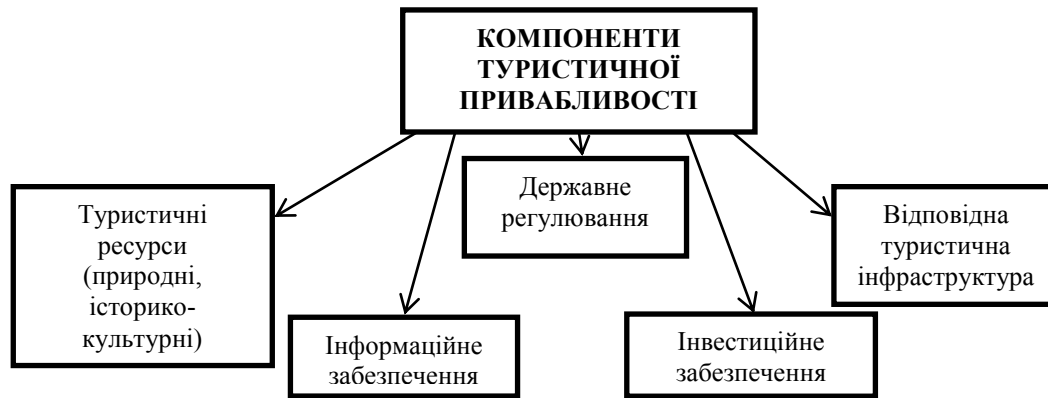 КОМПОНЕНТИ
ТУРИСТИЧНОЇ
ПРИВАБЛИВОСТІ
Туристичні
ресурси
(природні,
історико-
культурні)
Інформаційне
забезпечення
Державне
регулювання
Інвестиційне
забезпечення
Відповідна
туристична
інфраструктура